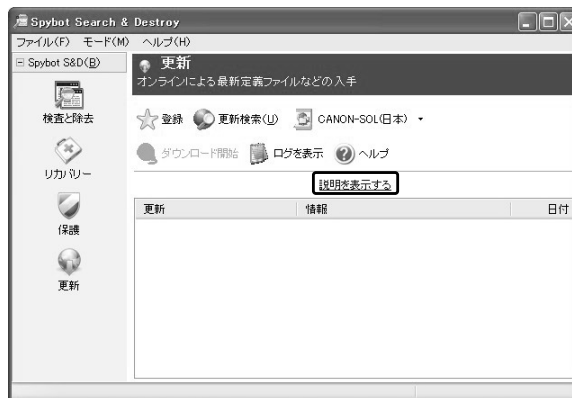 Spybot Search & Destroy
ファイル(F) モード(M) ヘルプ(H)
Spybot S&D(B)
検査と除去
リカバリー
保護
更新
更新
オンラインによる最新定義ファイルなどの入手
登録 更新検索(U) CANON-SOL(日本)
ダウンロード開始 ログを表示 ヘルプ
説明を表示する
更新 情報 日付